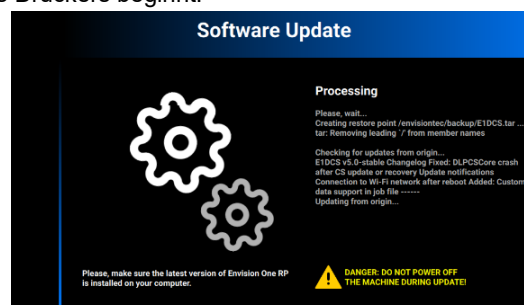 Druckers beginnt.
Software Update
Processing
Please, wait...
Creating restore point /envisiontec/backup/E1DCS.tar ...
tar: Removing leading `/' from member names
Checking for updates from origin...
E1DCS v5.0-stable Changelog Fixed: DLPCSCore crash
after CS update or recovery Update notifications
Connection to Wi-Fi network after reboot Added: Custom
data support in job file ------
Updating from origin...
Please, make sure the latest version of Envision One RP
is installed on your computer.
DANGER: DO NOT POWER OFF
THE MACHINE DURING UPDATE!